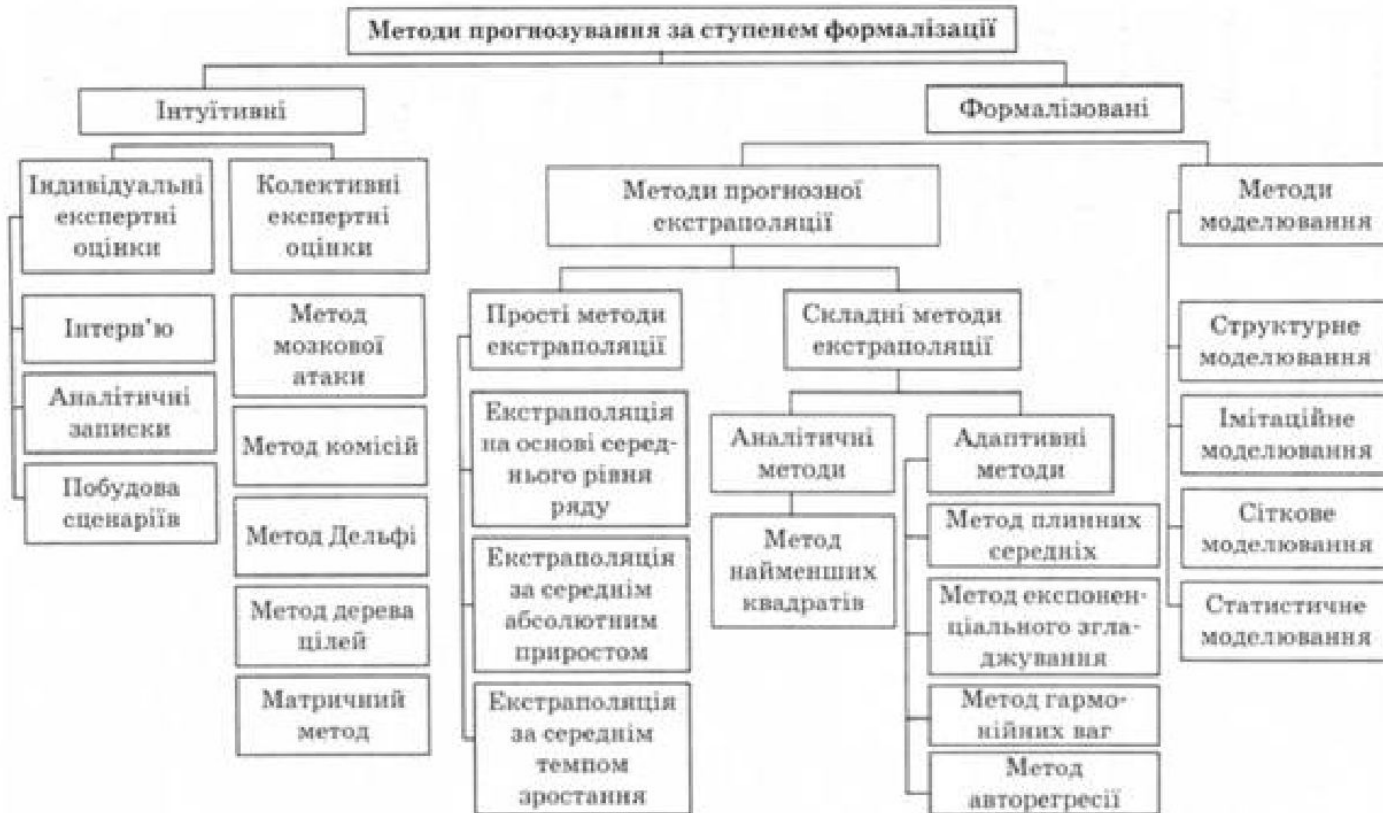 Методи прогнозування за ступенем формалізації
Інтуїтивні
Формалізовані
Індивідуальні
експертні
оцінки
Колективні
експертні
оцінки
Методи прогнозної
екстраполяції
Методи
моделювання
Інтерв’ю
Аналітичні
записки
Побудова
сценаріїв
Метод
мозкової
атаки
Метод комісій
Метод Дельфі
Метод дерева
цілей
Матричний
метод
Прості методи
екстраполяції
Складні методи
екстраполяції
Екстраполяція
на основі серед-
нього рівня
ряду
Екстраполяція
за середнім
абсолютним
приростом
Екстраполяція
за середнім
темпом
зростання
Аналітичні
методи
Метод
найменших
квадратів
Адаптивні
методи
Метод плинних
середніх
Метод експонен-
ціального згла-
джування
Метод гармо-
нійних ваг
Метод
авторегресії
Структурне
моделювання
Імітаційне
моделювання
Сіткове
моделювання
Статистичне
моделювання